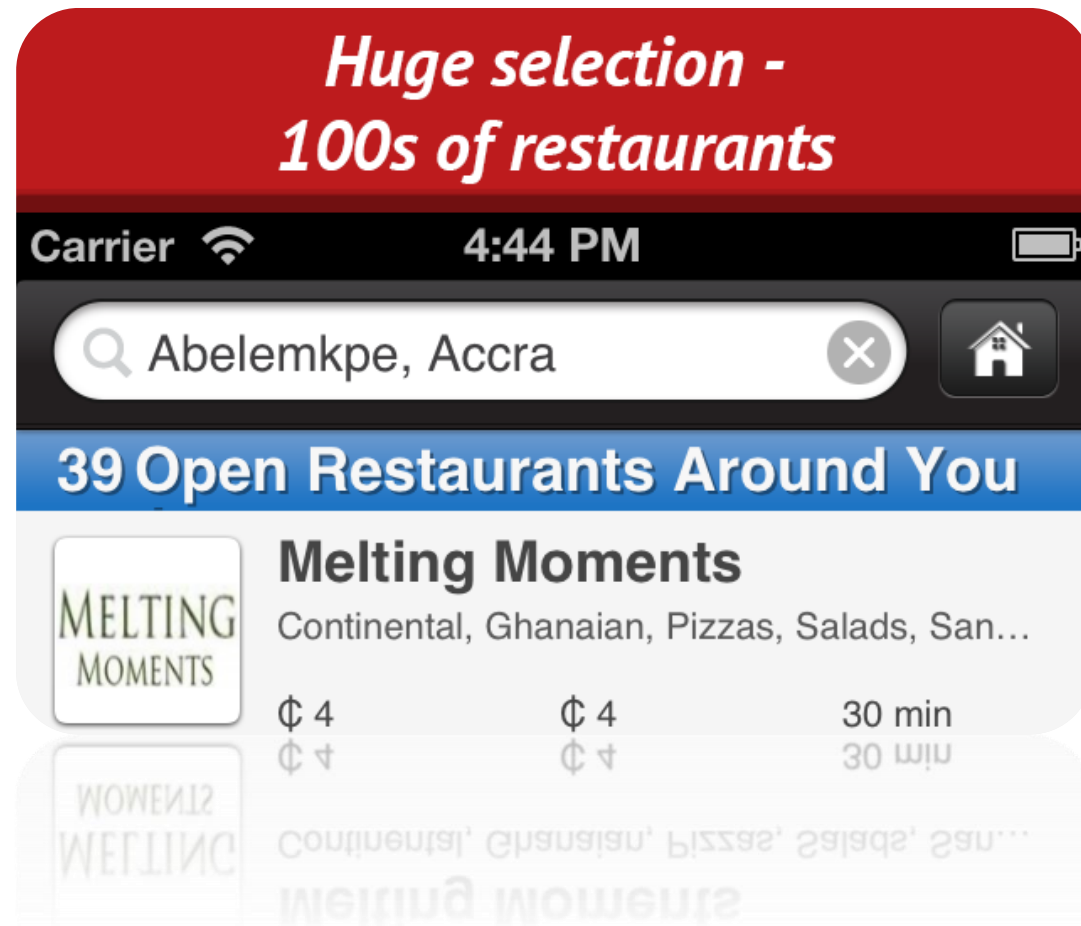 Huge selection -
100s of restaurants
Carrier 4:44 PM
Abelemkpe, Accra
39 Open Restaurants Around You
MELTING
MOMENTS
Melting Moments
Continental, Ghanaian, Pizzas, Salads, San...
₵ 4 ₵ 4 30 min